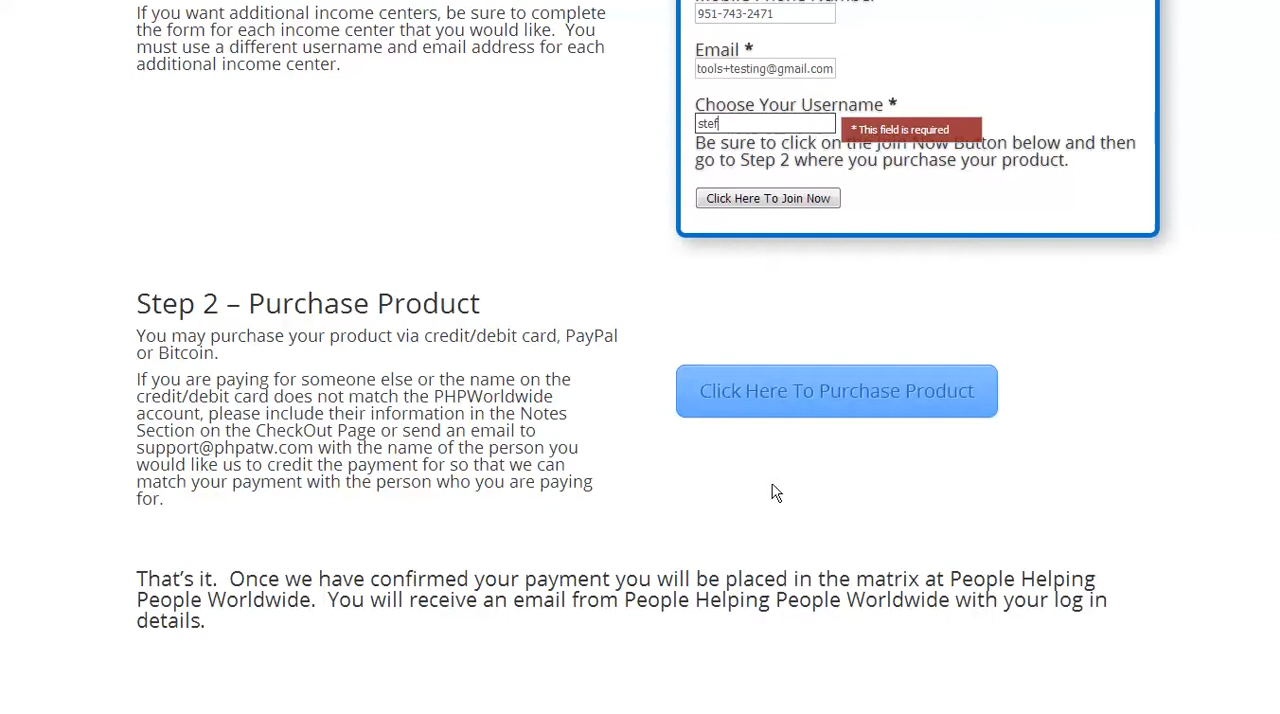 If you want additional income centers, be sure to complete
the form for each income center that you would like.  You
must use a different username and email address for each
additional income center.
951-743-2471
Email *
tools+testing@gmail.com
Choose Your Username *
stef
* This field is required
Be sure to click on the Join Now Button below and then
go to Step 2 where you purchase your product.
Click Here To Join Now
Step 2 – Purchase Product
You may purchase your product via credit/debit card, PayPal
or Bitcoin.
If you are paying for someone else or the name on the
credit/debit card does not match the PHPWorldwide
account, please include their information in the Notes
Section on the CheckOut Page or send an email to
support@phpatw.com with the name of the person you
would like us to credit the payment for so that we can
match your payment with the person who you are paying
for.
Click Here To Purchase Product
That's it.  Once we have confirmed your payment you will be placed in the matrix at People Helping
People Worldwide.  You will receive an email from People Helping People Worldwide with your log in
details.